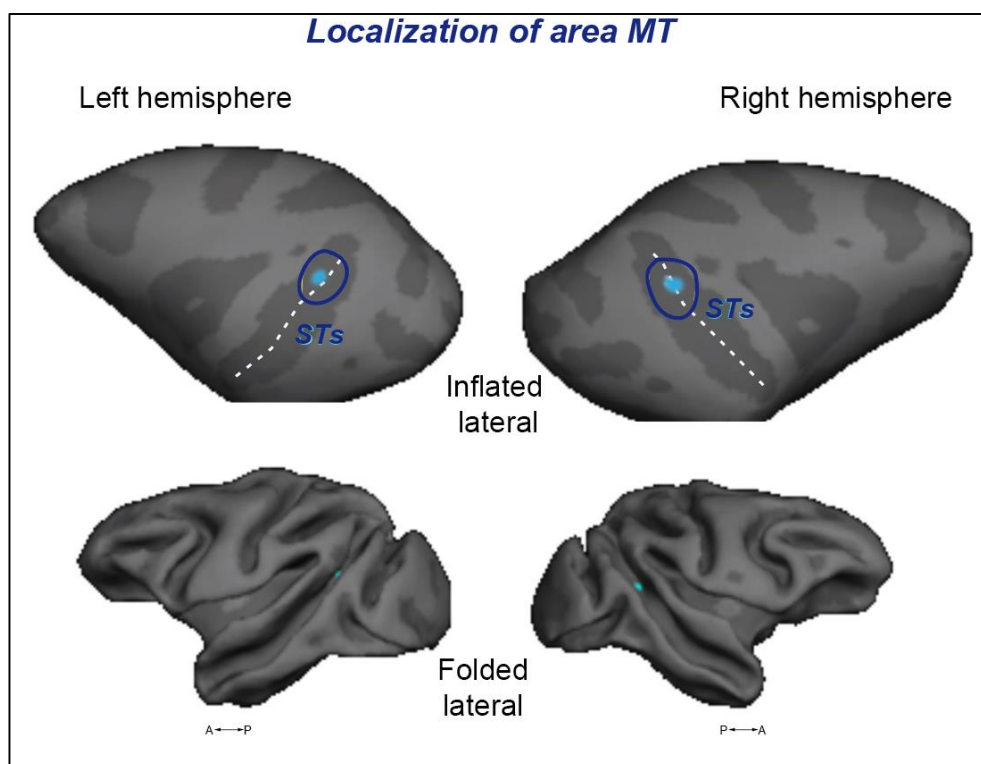 Localization of area MT
Left hemisphere
Right hemisphere
STs
STs
Inflated
lateral
Folded
lateral
A↔P
P↔A